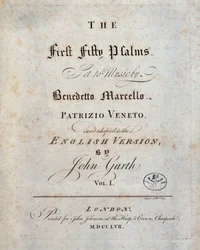 THE
First Fifty Psalms
Set to Music by
Benedetto Marcello
PATRIZIO VENETO
and adapted to the
ENGLISH VERSION,
BY
John Garth
VOL. I.
LONDON,
Printed for John Johnson, at the Harp & Crown, Cheapside
MDCCLVII.